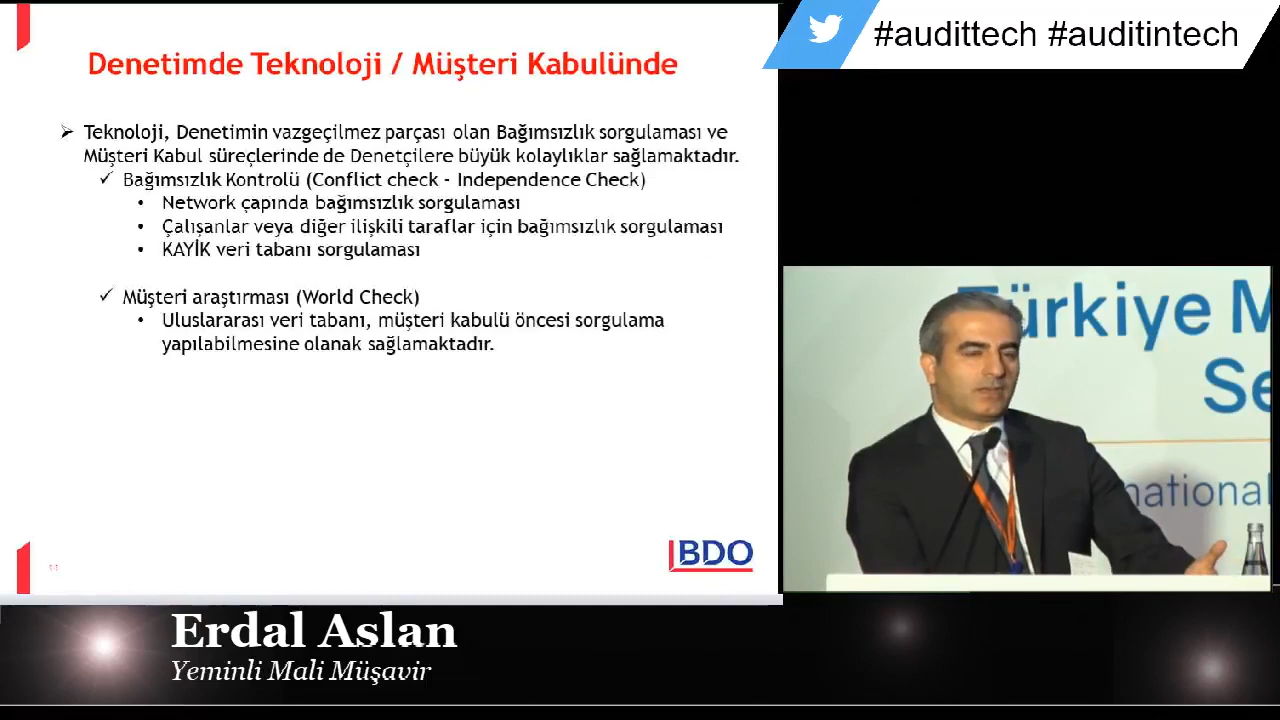 #audittech #auditintech
Denetimde Teknoloji / Müşteri Kabulünde
Teknoloji, Denetimin vazgeçilmez parçası olan Bağımsızlık sorgulaması ve
Müşteri Kabul süreçlerinde de Denetçilere büyük kolaylıklar sağlamaktadır.
Bağımsızlık Kontrolü (Conflict check - Independence Check)
• Network çapında bağımsızlık sorgulaması
• Çalışanlar veya diğer ilişkili taraflar için bağımsızlık sorgulaması
• KAYİK veri tabanı sorgulaması
Müşteri araştırması (World Check)
• Uluslararası veri tabanı, müşteri kabulü öncesi sorgulama
yapılabilmesine olanak sağlamaktadır.
BDO
Türkiye M
Se
national
Erdal Aslan
Yeminli Mali Müşavir